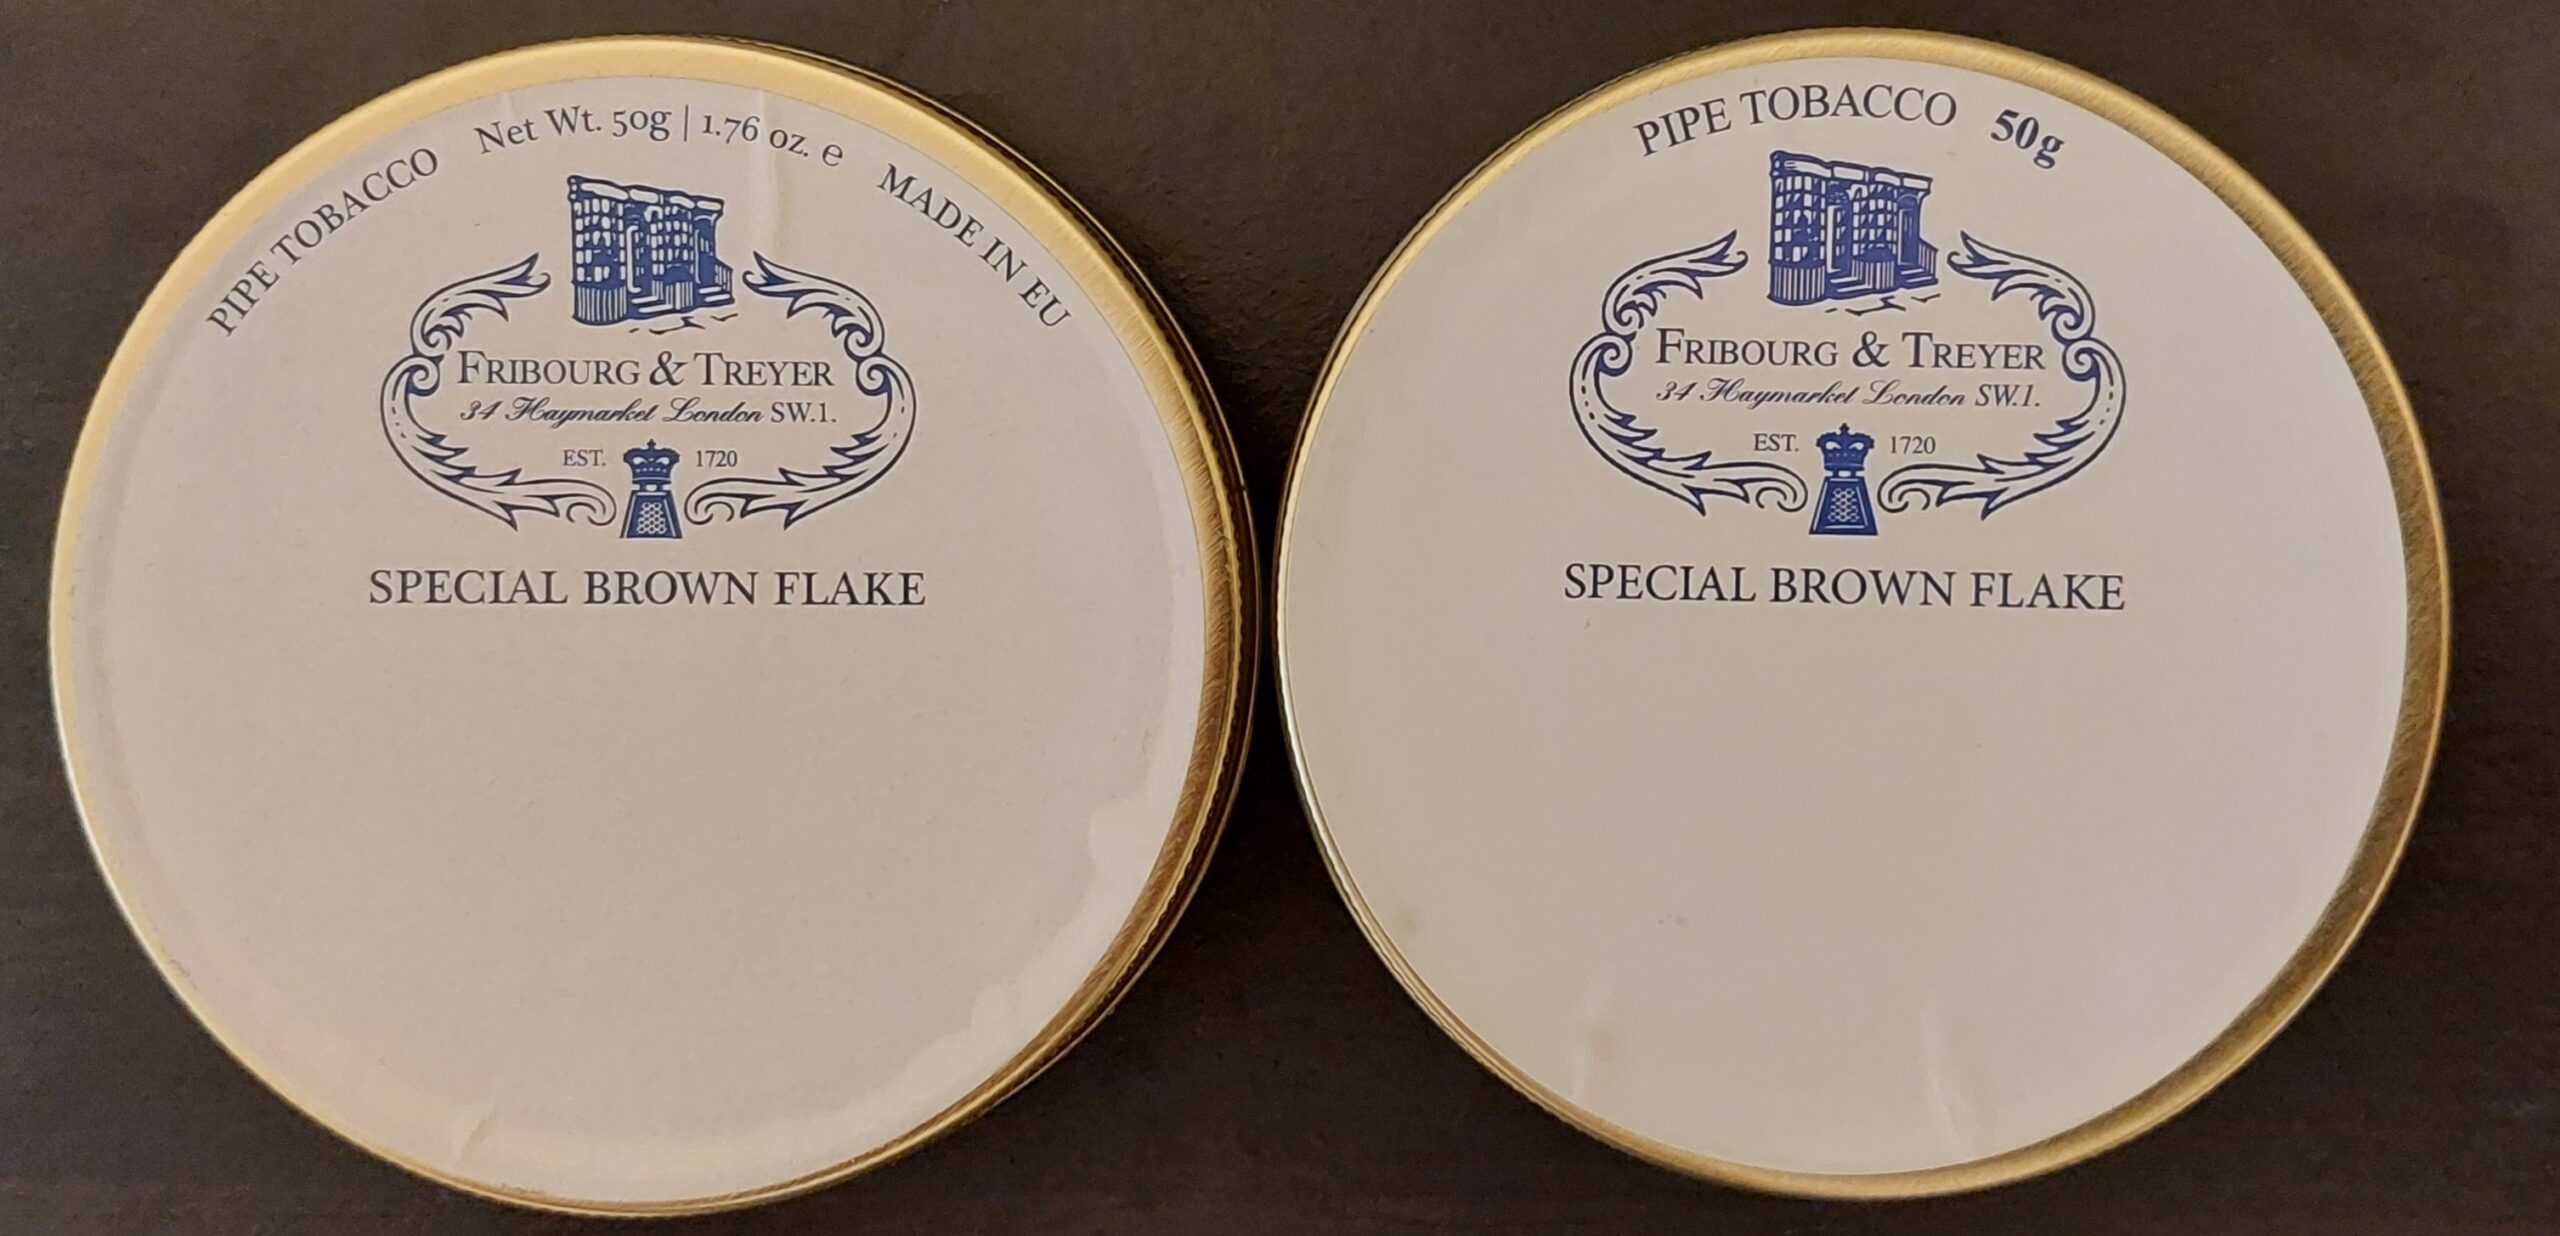 PIPE TOBACCO Net Wt. 50g | 1.76 oz. e MADE IN EU
FRIBOURG & TREYER
34 Haymarket London SW.1.
EST. 1720
SPECIAL BROWN FLAKE
PIPE TOBACCO 50g
FRIBOURG & TREYER
34 Haymarket London SW.1.
EST. 1720
SPECIAL BROWN FLAKE